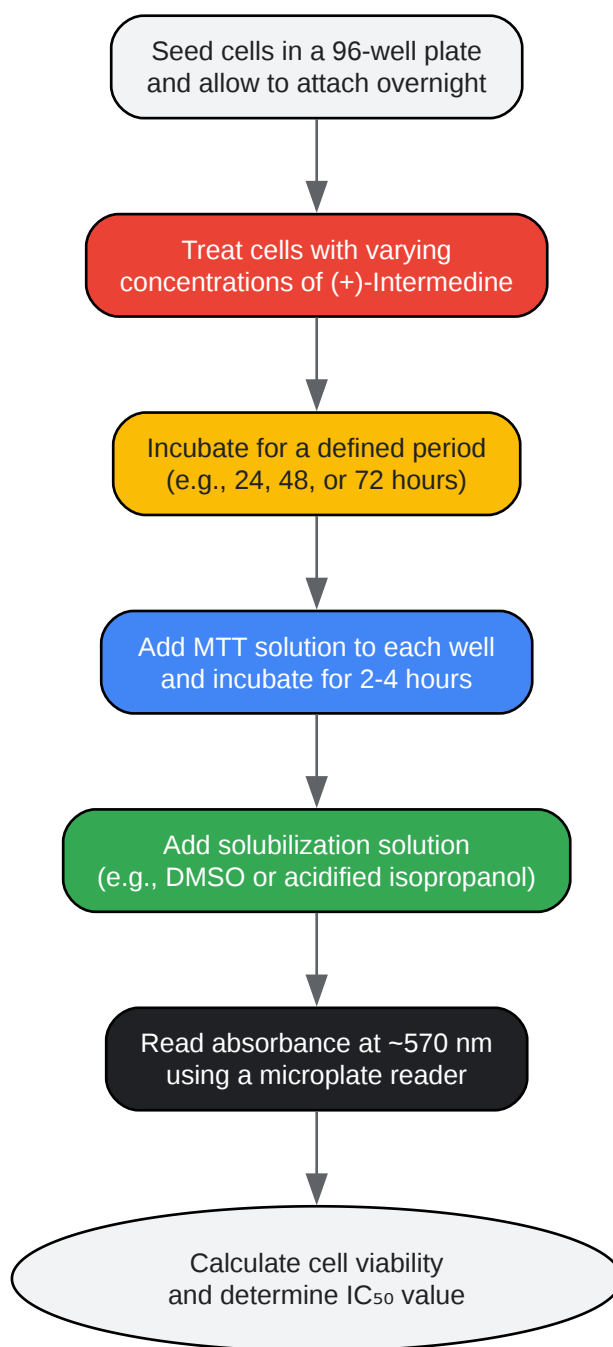 Seed cells in a 96-well plate
and allow to attach overnight
Treat cells with varying
concentrations of (+)-Intermedine
Incubate for a defined period
(e.g., 24, 48, or 72 hours)
Add MTT solution to each well
and incubate for 2-4 hours
Add solubilization solution
(e.g., DMSO or acidified isopropanol)
Read absorbance at ~570 nm
using a microplate reader
Calculate cell viability
and determine IC₅₀ value